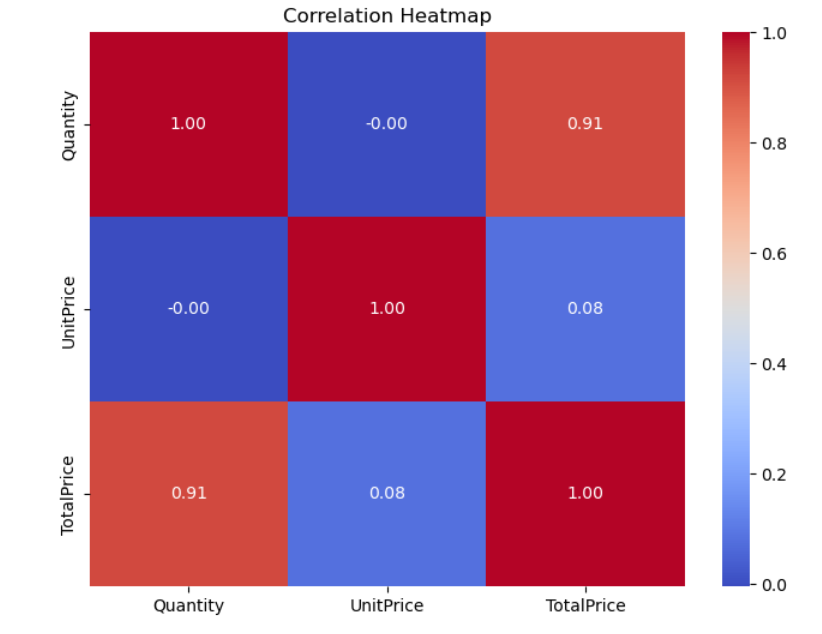 Correlation Heatmap
Quantity
1.00
-0.00
0.91
UnitPrice
-0.00
1.00
0.08
TotalPrice
0.91
0.08
1.00
Quantity
UnitPrice
TotalPrice
1.0
0.8
0.6
0.4
0.2
0.0